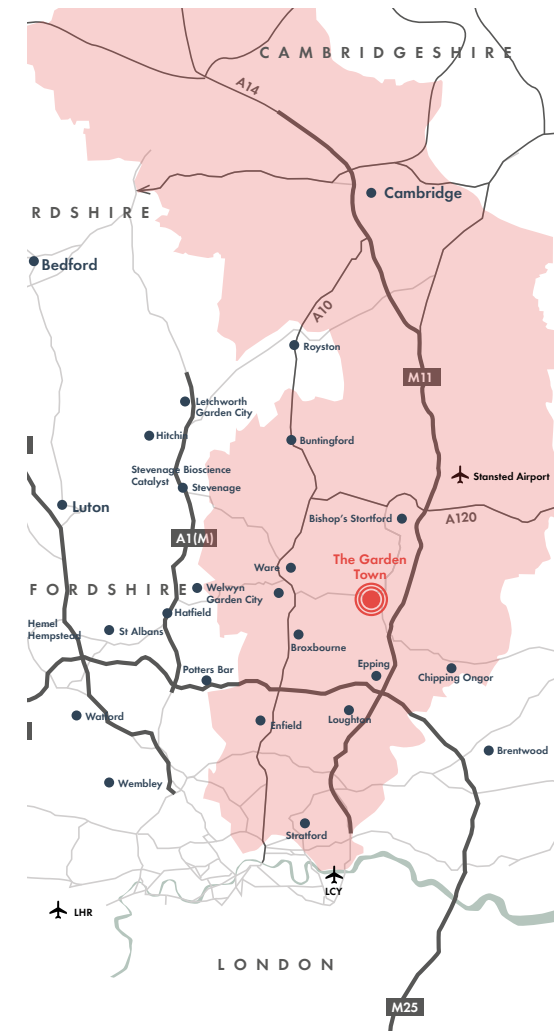 CAMBRIDGESHIRE
A14
Cambridge
RDSHIRE
Bedford
A10
Royston
M11
Letchworth
Garden City
Hitchin
Buntingford
Stevenage Bioscience
Catalyst
Stevenage
Stansted Airport
Luton
Bishop's Stortford
A120
A1(M)
The Garden
Town
Ware
FORDSHIRE
Welwyn
Garden City
Hatfield
Hemel
Hempstead
St Albans
Broxbourne
Potters Bar
Epping
Chipping Ongor
Watford
Enfield
Loughton
Brentwood
Wembley
Stratford
LCY
LHR
LONDON
M25